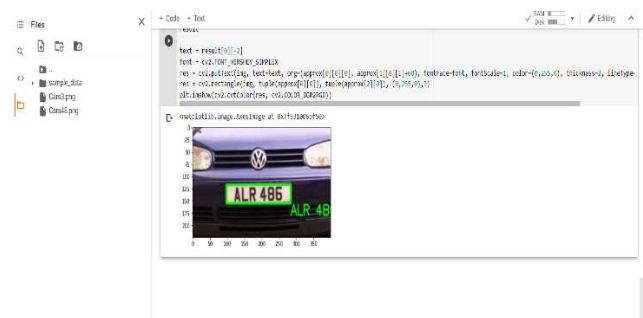 Files
X
+ Code + Text
RAM
Disk
Editing
..
sample_data
Cars3.png
Cars48.png
result
text = result[0][-2]
font = cv2.FONT_HERSHEY_SIMPLEX
res = cv2.putText(img, text=text, org=(approx[0][0][0], approx[1][0][1]+60), fontFace=font, fontScale=1, color=(0,255,0), thickness=2, linetype=
res = cv2.rectangle(img, tuple(approx[0][0]), tuple(approx[2][0]), (0,255,0),3)
plt.imshow(cv2.cvtColor(res, cv2.COLOR_BGR2RGB))
<matplotlib.image.AxesImage at
0
25
50
75
100
125
150
175
200
ALR 486
ALR 48
0 50 100 150 200 250 300 350